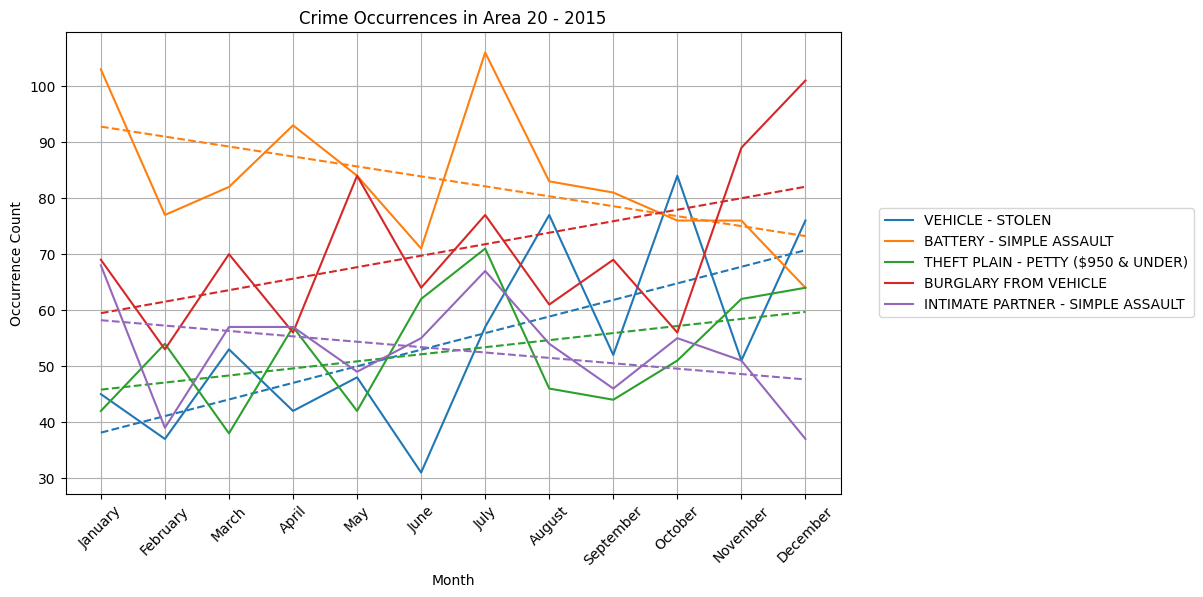 Crime Occurrences in Area 20 - 2015
Occurrence Count
100
90
80
70
60
50
40
30
January
February
March
April
May
June
July
August
September
October
November
December
Month
VEHICLE - STOLEN
BATTERY - SIMPLE ASSAULT
THEFT PLAIN - PETTY ($950 & UNDER)
BURGLARY FROM VEHICLE
INTIMATE PARTNER - SIMPLE ASSAULT